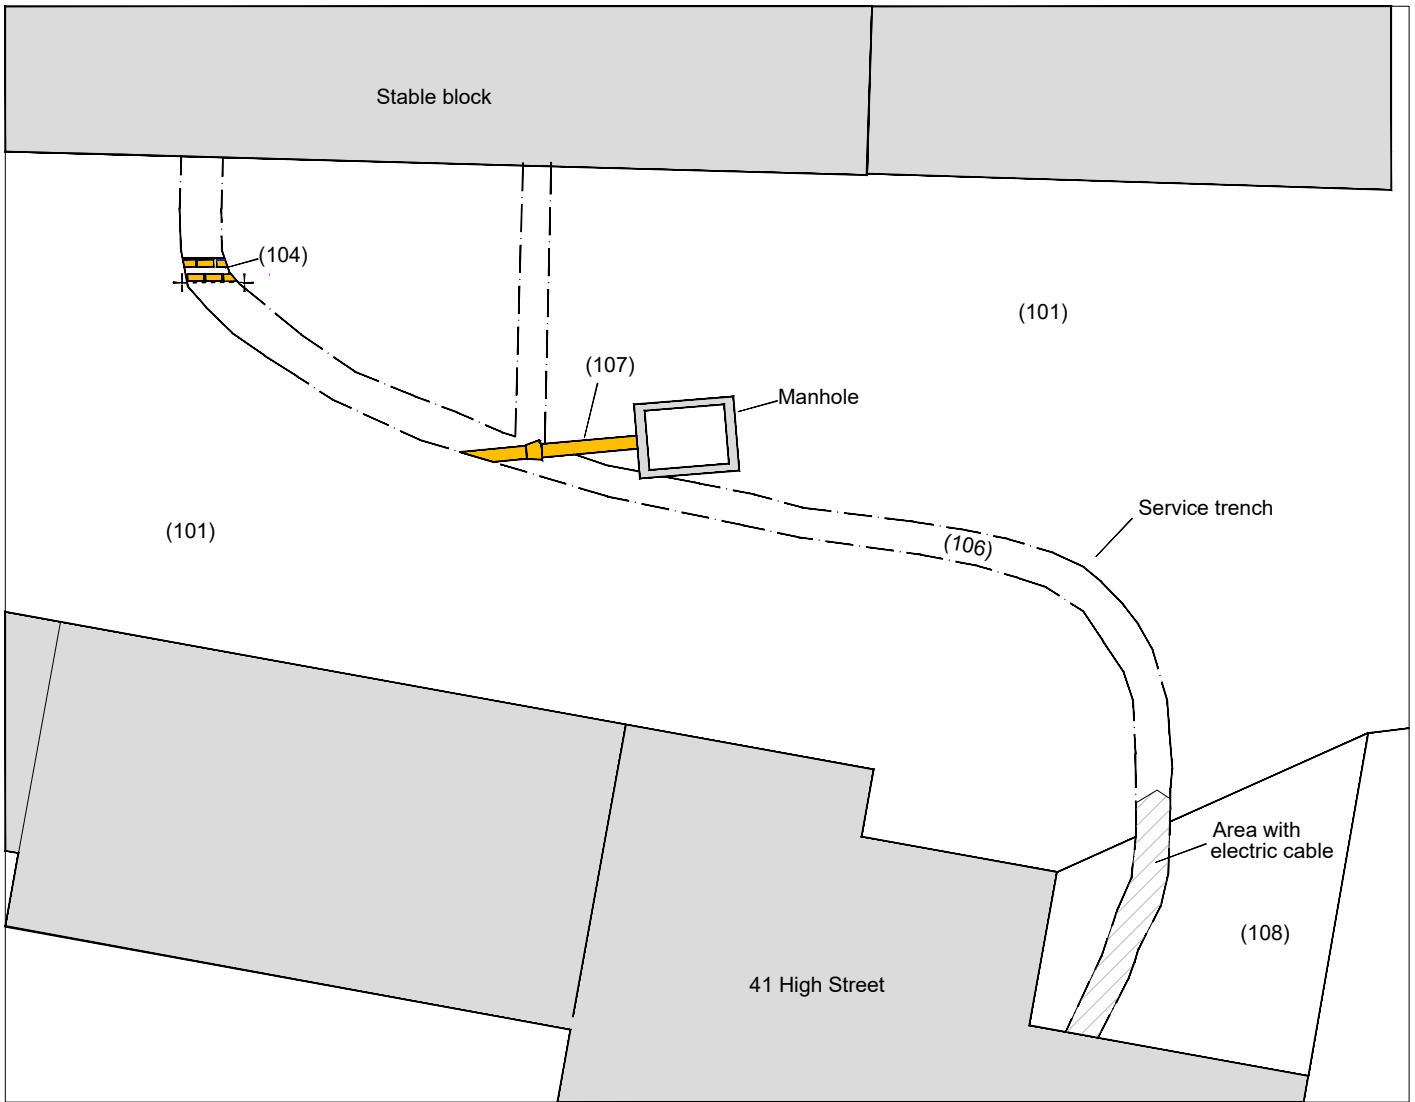 Stable block
(104)
(101)
(107)
Manhole
Service trench
(101)
(106)
Area with
electric cable
(108)
41 High Street